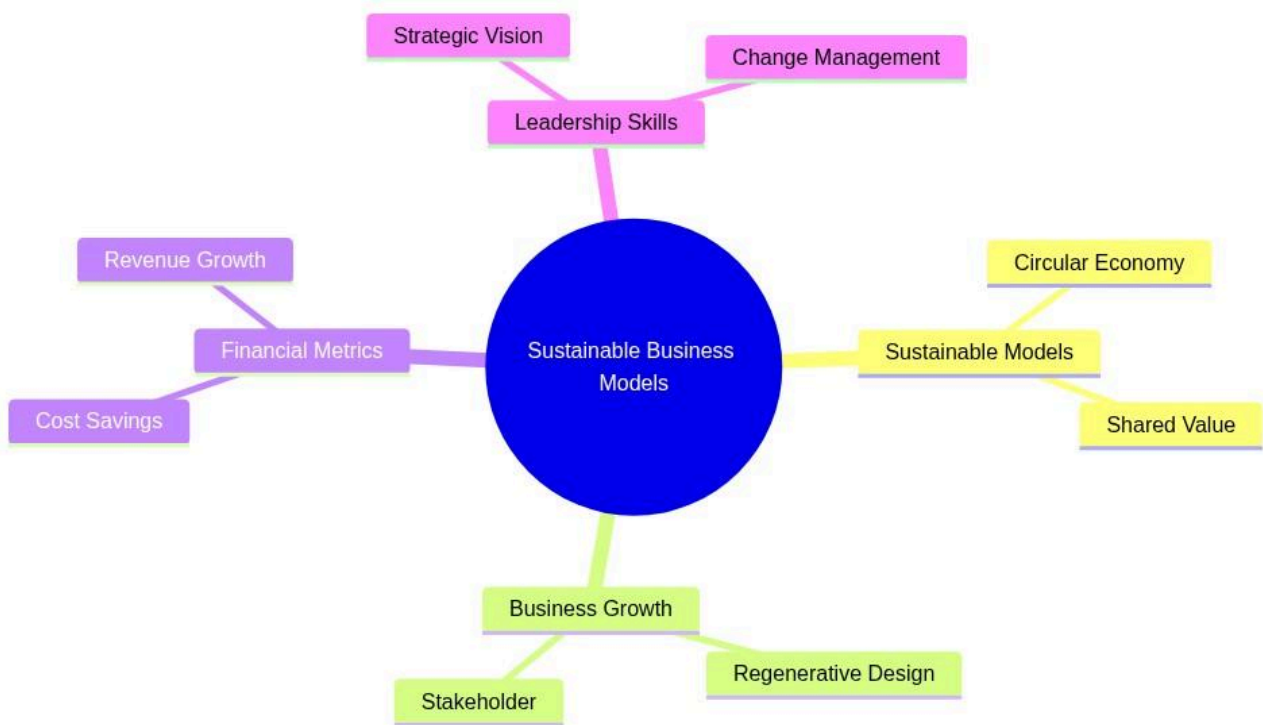 Strategic Vision
Change Management
Leadership Skills
Revenue Growth
Circular Economy
Financial Metrics
Sustainable Business
Models
Sustainable Models
Cost Savings
Shared Value
Business Growth
Regenerative Design
Stakeholder